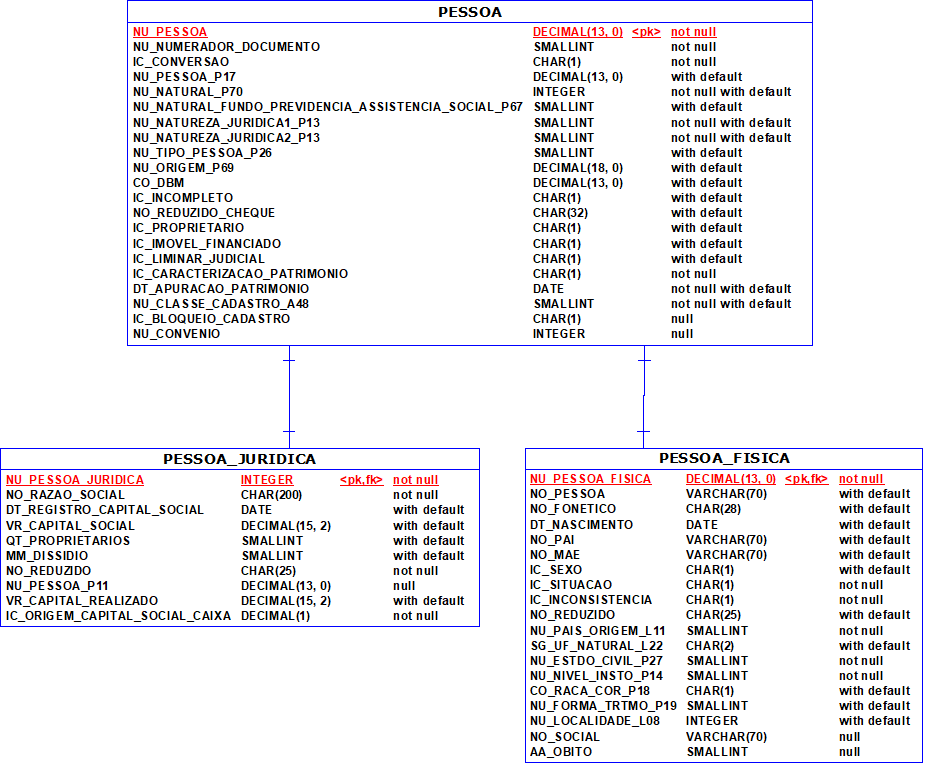 PESSOA
NU_PESSOA DECIMAL(13, 0) <pk> not null
NU_NUMERADOR_DOCUMENTO SMALLINT not null
IC_CONVERSAO CHAR(1) not null
NU_PESSOA_P17 DECIMAL(13, 0) with default
NU_NATURAL_P70 INTEGER not null with default
NU_NATURAL_FUNDO_PREVIDENCIA_ASSISTENCIA_SOCIAL_P67 SMALLINT with default
NU_NATUREZA_JURIDICA1_P13 SMALLINT not null with default
NU_NATUREZA_JURIDICA2_P13 SMALLINT not null with default
NU_TIPO_PESSOA_P26 SMALLINT with default
NU_ORIGEM_P69 DECIMAL(18, 0) with default
CO_DBM DECIMAL(13, 0) with default
IC_INCOMPLETO CHAR(1) with default
NO_REDUZIDO_CHEQUE CHAR(32) with default
IC_PROPRIETARIO CHAR(1) with default
IC_IMOVEL_FINANCIADO CHAR(1) with default
IC_LIMINAR_JUDICIAL CHAR(1) with default
IC_CARACTERIZACAO_PATRIMONIO CHAR(1) not null
DT_APURACAO_PATRIMONIO DATE not null with default
NU_CLASSE_CADASTRO_A48 SMALLINT not null with default
IC_BLOQUEIO_CADASTRO CHAR(1) null
NU_CONVENIO INTEGER null
PESSOA_JURIDICA
NU_PESSOA_JURIDICA INTEGER <pk,fk> not null
NO_RAZAO_SOCIAL CHAR(200) not null
DT_REGISTRO_CAPITAL_SOCIAL DATE with default
VR_CAPITAL_SOCIAL DECIMAL(15, 2) with default
QT_PROPRIETARIOS SMALLINT with default
MM_DISSIDIO SMALLINT with default
NO_REDUZIDO CHAR(25) not null
NU_PESSOA_P11 DECIMAL(13, 0) null
VR_CAPITAL_REALIZADO DECIMAL(15, 2) with default
IC_ORIGEM_CAPITAL_SOCIAL_CAIXA DECIMAL(1) not null
PESSOA_FISICA
NU_PESSOA_FISICA DECIMAL(13, 0) <pk,fk> not null
NO_PESSOA VARCHAR(70) with default
NO_FONETICO CHAR(28) with default
DT_NASCIMENTO DATE with default
NO_PAI VARCHAR(70) with default
NO_MAE VARCHAR(70) with default
IC_SEXO CHAR(1) with default
IC_SITUACAO CHAR(1) not null
IC_INCONSISTENCIA CHAR(1) not null
NO_REDUZIDO CHAR(25) with default
NU_PAIS_ORIGEM_L11 SMALLINT not null
SG_UF_NATURAL_L22 CHAR(2) with default
NU_ESTDO_CIVIL_P27 SMALLINT not null
NU_NIVEL_INSTO_P14 SMALLINT not null
CO_RACA_COR_P18 CHAR(1) with default
NU_FORMA_TRTMO_P19 SMALLINT with default
NU_LOCALIDADE_L08 INTEGER with default
NO_SOCIAL VARCHAR(70) null
AA_OBITO SMALLINT null